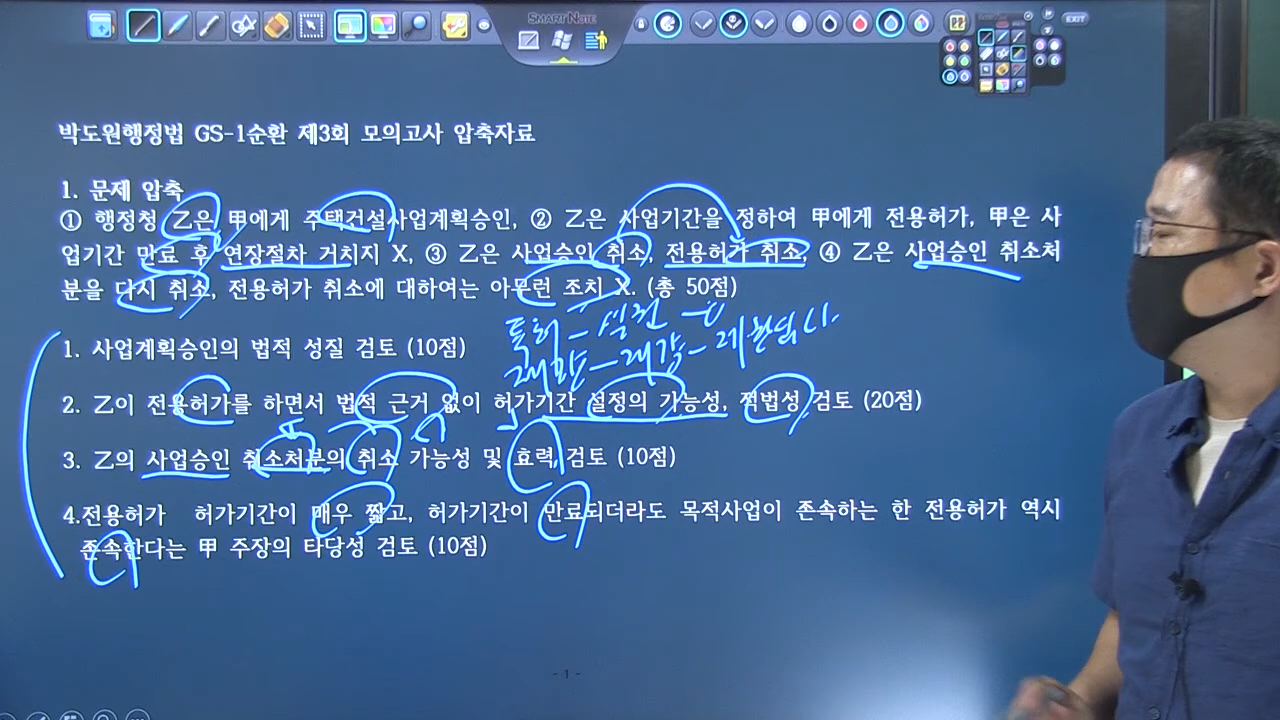 SMART NOTE
EXIT
박도원행정법 GS-1순환 제3회 모의고사 압축자료
1. 문제 압축
① 행정청 乙은 甲에게 주택건설사업계획승인, ② 乙은 사업기간을 정하여 甲에게 전용허가, 甲은 사
업기간 만료 후 연장절차 거치지 X, ③ 乙은 사업승인 취소, 전용허가 취소, ④ 乙은 사업승인 취소처
분을 다시 취소, 전용허가 취소에 대하여는 아무런 조치 X. (총 50점)
특허
1. 사업계획승인의 법적 성질 검토 (10점)
2. 乙이 전용허가를 하면서 법적 근거 없이 허가기간 설정의 가능성, 적법성 검토 (20점)
3. 乙의 사업승인 취소처분의 취소 가능성 및 효력 검토 (10점)
4.전용허가 허가기간이 매우 짧고, 허가기간이 만료되더라도 목적사업이 존속하는 한 전용허가 역시
존속한다는 甲 주장의 타당성 검토 (10점)
- 1 -